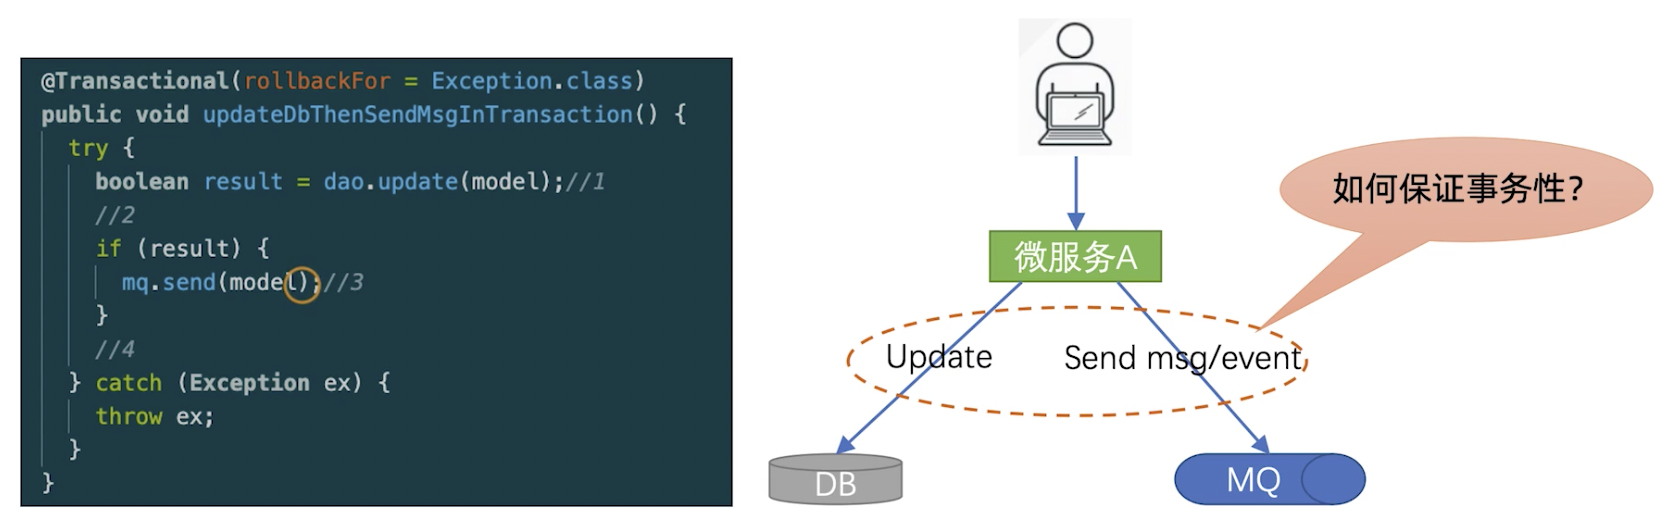 @Transactional(rollbackFor = Exception.class)
public void updateDbThenSendMsgInTransaction() {
try {
boolean result = dao.update(model);//1
//2
if (result) {
mq.send(model);//3
}
//4
} catch (Exception ex) {
throw ex;
}
}
如何保证事务性?
微服务A
Update
Send msg/event
DB
MQ